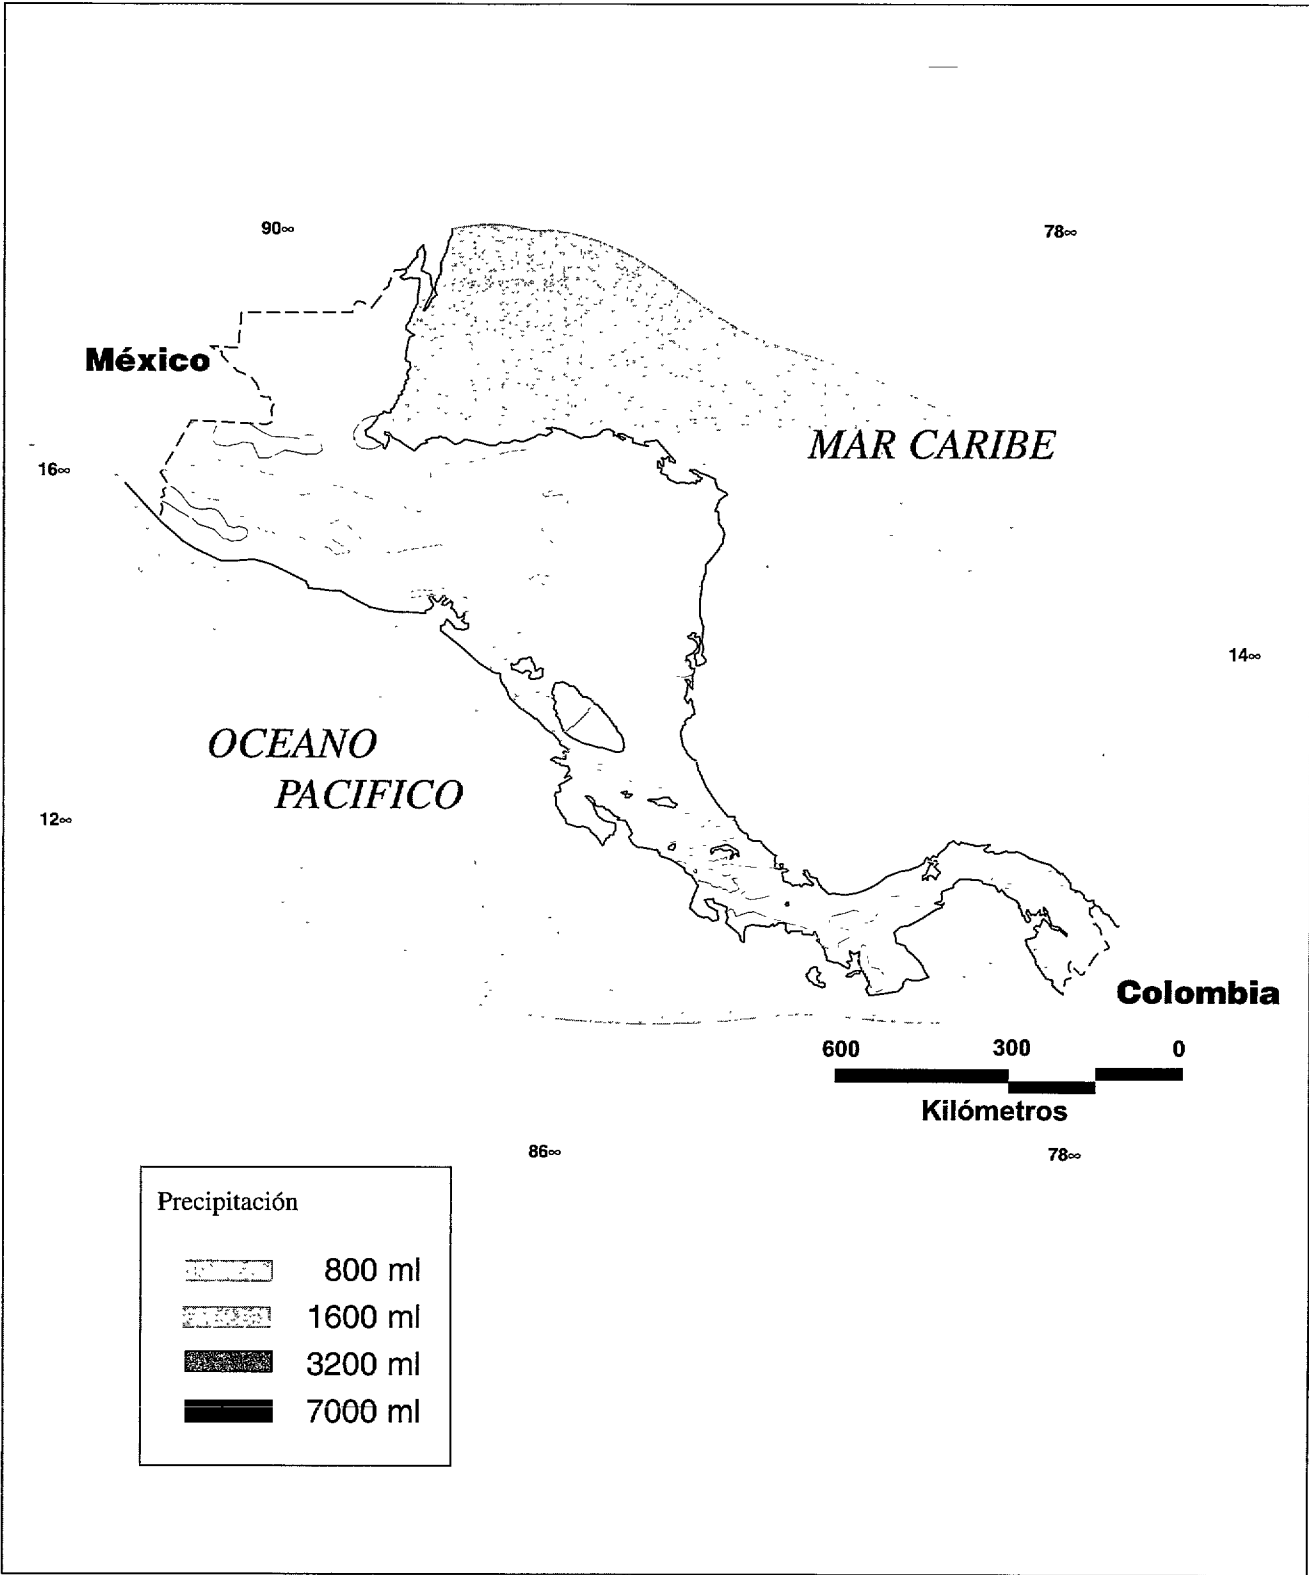 90∞
78∞
México
MAR CARIBE
16∞
14∞
OCEANO
PACIFICO
12∞
Colombia
600 300 0
Kilómetros
86∞
78∞
Precipitación
800 ml
1600 ml
3200 ml
7000 ml